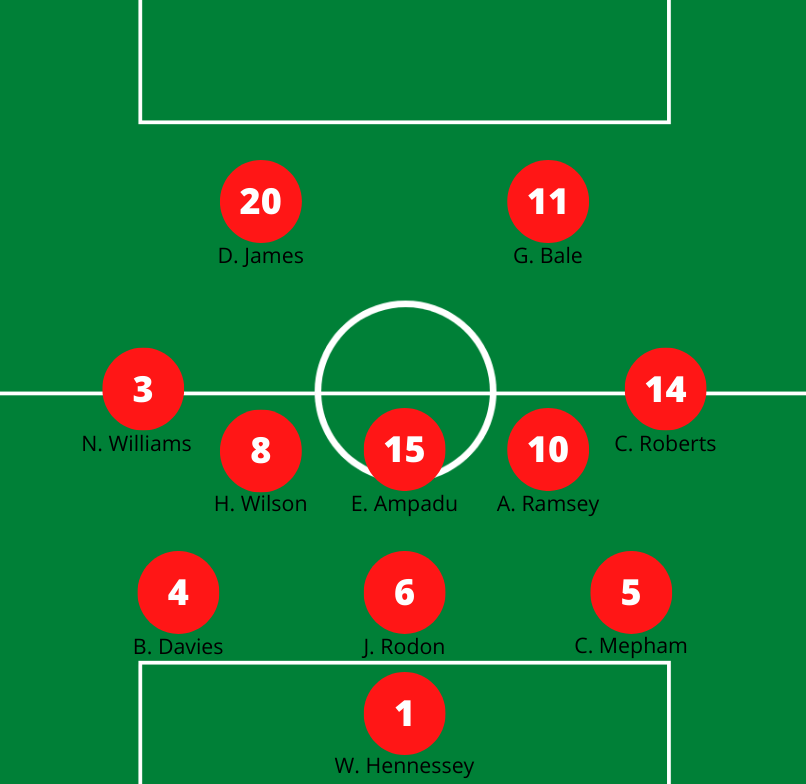 20
D. James
11
G. Bale
3
N. Williams
14
C. Roberts
8
H. Wilson
15
E. Ampadu
10
A. Ramsey
4
B. Davies
6
J. Rodon
5
C. Mepham
1
W. Hennessey